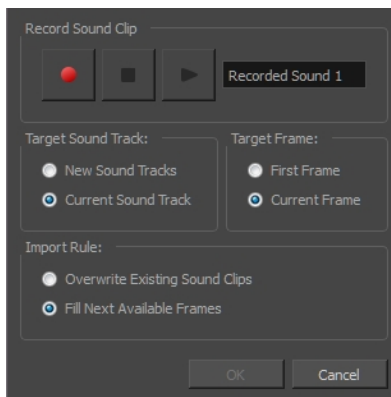 Record Sound Clip
Recorded Sound 1
Target Sound Track:
New Sound Tracks
Current Sound Track
Target Frame:
First Frame
Current Frame
Import Rule:
Overwrite Existing Sound Clips
Fill Next Available Frames
OK
Cancel